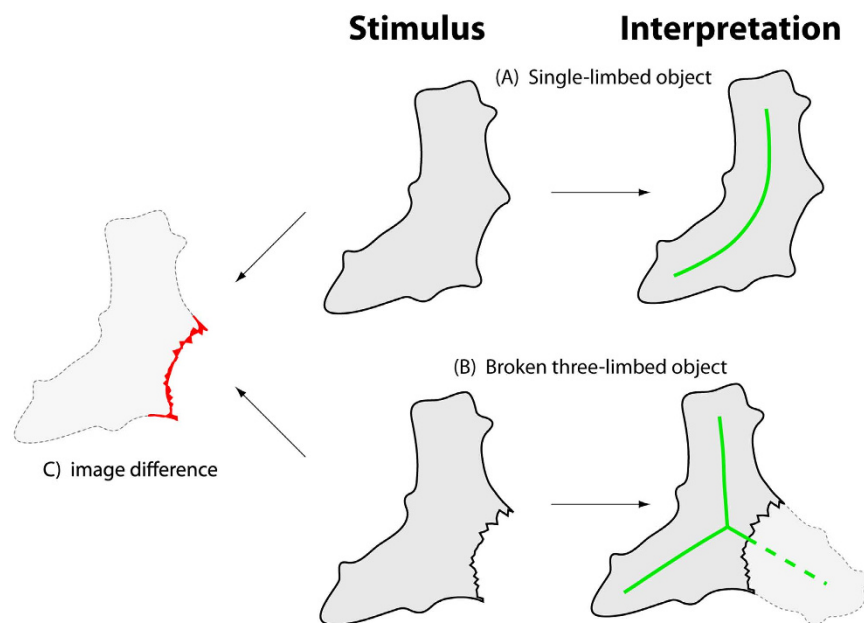 Stimulus
Interpretation
(A) Single-limbed object
(B) Broken three-limbed object
C) image difference